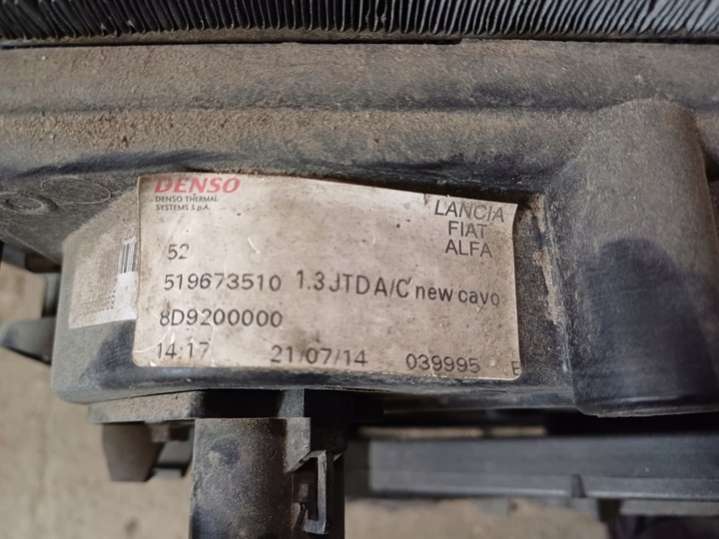 DENSO
DENSO THERMAL
SYSTEMS S.p.A.
LANCIA
FIAT
ALFA
52
519673510 1.3 JTD A/C new cavo
8D9200000
14:17 21/07/14 039995 E